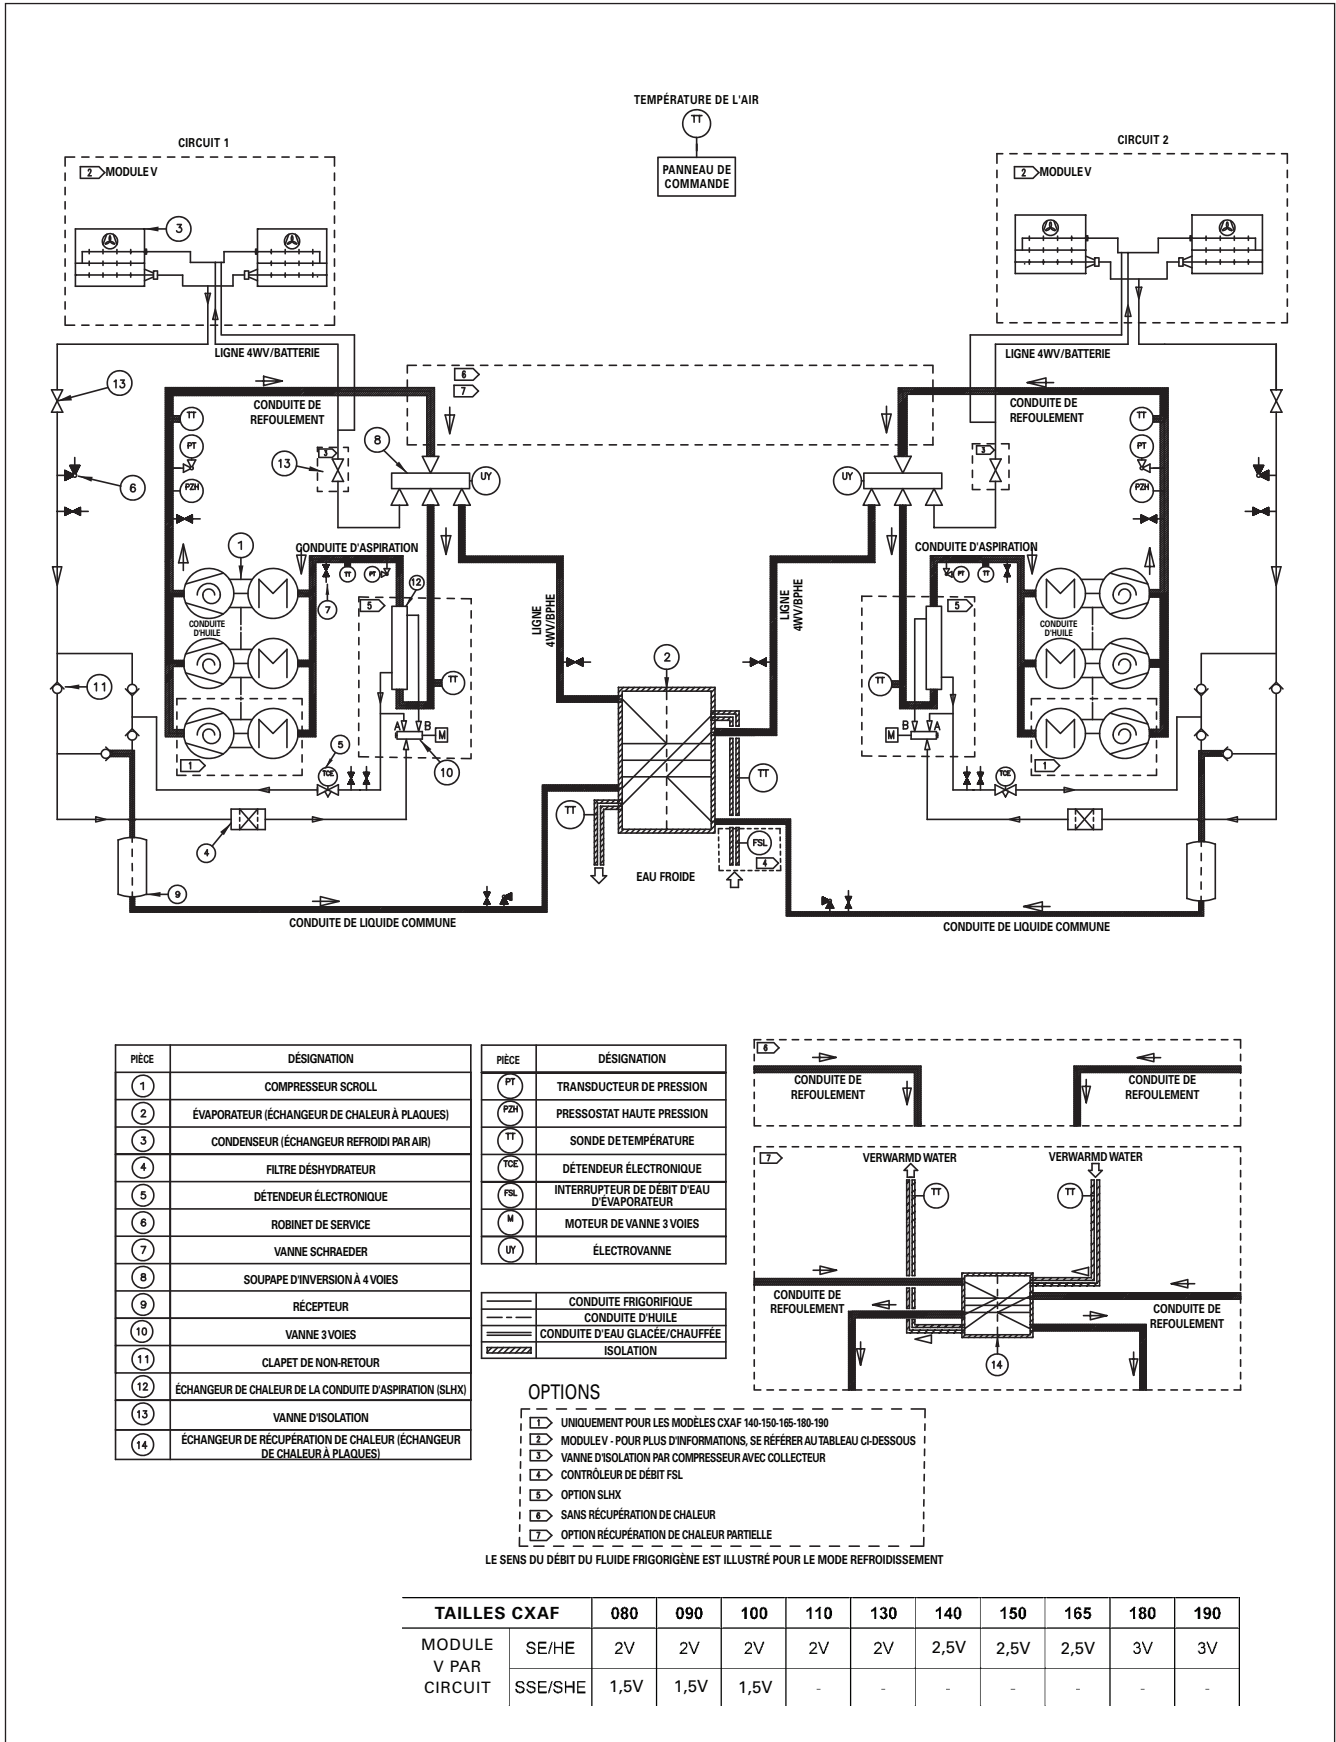 TEMPÉRATURE DE L'AIR
TT
PANNEAU DE
COMMANDE
CIRCUIT 1
2 MODULE V
3
CIRCUIT 2
2 MODULE V
LIGNE 4WV/BATTERIE
LIGNE 4WV/BATTERIE
6
7
13
CONDUITE DE
REFOULEMENT
CONDUITE DE
REFOULEMENT
TT
PT
PZH
6
8
13
3
UY
UY
3
TT
PT
PZH
1
CONDUITE D'ASPIRATION
CONDUITE D'ASPIRATION
TT
PT
12
7
5
PT
TT
5
CONDUITE
D'HUILE
CONDUITE
D'HUILE
LIGNE
4WV/BPHE
LIGNE
4WV/BPHE
2
11
TT
TT
A
B
M
10
B
A
M
1
5
TCE
TCE
1
TT
TT
FSL
4
4
9
EAU FROIDE
CONDUITE DE LIQUIDE COMMUNE
CONDUITE DE LIQUIDE COMMUNE
PIÈCE DÉSIGNATION
1 COMPRESSEUR SCROLL
2 ÉVAPORATEUR (ÉCHANGEUR DE CHALEUR À PLAQUES)
3 CONDENSEUR (ÉCHANGEUR REFROIDI PAR AIR)
4 FILTRE DÉSHYDRATEUR
5 DÉTENDEUR ÉLECTRONIQUE
6 ROBINET DE SERVICE
7 VANNE SCHRAEDER
8 SOUPAPE D'INVERSION À 4 VOIES
9 RÉCEPTEUR
10 VANNE 3 VOIES
11 CLAPET DE NON-RETOUR
12 ÉCHANGEUR DE CHALEUR DE LA CONDUITE D'ASPIRATION (SLHX)
13 VANNE D'ISOLATION
14 ÉCHANGEUR DE RÉCUPÉRATION DE CHALEUR (ÉCHANGEUR
DE CHALEUR À PLAQUES)
PIÈCE DÉSIGNATION
PT TRANSDUCTEUR DE PRESSION
PZH PRESSOSTAT HAUTE PRESSION
TT SONDE DE TEMPÉRATURE
TCE DÉTENDEUR ÉLECTRONIQUE
FSL INTERRUPTEUR DE DÉBIT D'EAU
D'ÉVAPORATEUR
M MOTEUR DE VANNE 3 VOIES
UY ÉLECTROVANNE
CONDUITE FRIGORIFIQUE
CONDUITE D'HUILE
CONDUITE D'EAU GLACÉE/CHAUFFÉE
ISOLATION
6
CONDUITE DE
REFOULEMENT
CONDUITE DE
REFOULEMENT
7
VERWARMD WATER
VERWARMD WATER
TT
TT
CONDUITE DE
REFOULEMENT
CONDUITE DE
REFOULEMENT
14
OPTIONS
1 UNIQUEMENT POUR LES MODÈLES CXAF 140-150-165-180-190
2 MODULE V - POUR PLUS D'INFORMATIONS, SE RÉFÉRER AU TABLEAU CI-DESSOUS
3 VANNE D'ISOLATION PAR COMPRESSEUR AVEC COLLECTEUR
4 CONTRÔLEUR DE DÉBIT FSL
5 OPTION SLHX
6 SANS RÉCUPÉRATION DE CHALEUR
7 OPTION RÉCUPÉRATION DE CHALEUR PARTIELLE
LE SENS DU DÉBIT DU FLUIDE FRIGORIGÈNE EST ILLUSTRÉ POUR LE MODE REFROIDISSEMENT
TAILLES CXAF 080 090 100 110 130 140 150 165 180 190
MODULE
V PAR
CIRCUIT
SE/HE 2V 2V 2V 2V 2V 2,5V 2,5V 2,5V 3V 3V
SSE/SHE 1,5V 1,5V 1,5V - - - - - - -